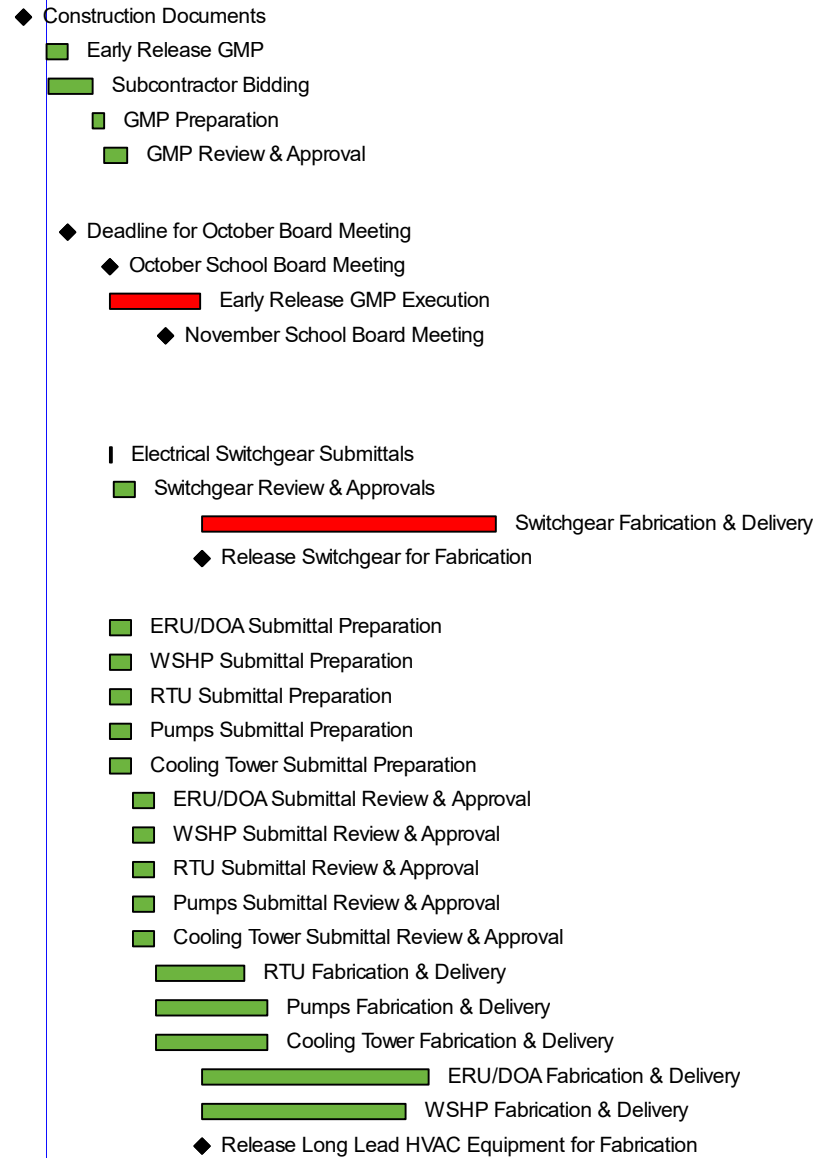 Construction Documents
Early Release GMP
Subcontractor Bidding
GMP Preparation
GMP Review & Approval
Deadline for October Board Meeting
October School Board Meeting
Early Release GMP Execution
November School Board Meeting
Electrical Switchgear Submittals
Switchgear Review & Approvals
Switchgear Fabrication & Delivery
Release Switchgear for Fabrication
ERU/DOA Submittal Preparation
WSHP Submittal Preparation
RTU Submittal Preparation
Pumps Submittal Preparation
Cooling Tower Submittal Preparation
ERU/DOA Submittal Review & Approval
WSHP Submittal Review & Approval
RTU Submittal Review & Approval
Pumps Submittal Review & Approval
Cooling Tower Submittal Review & Approval
RTU Fabrication & Delivery
Pumps Fabrication & Delivery
Cooling Tower Fabrication & Delivery
ERU/DOA Fabrication & Delivery
WSHP Fabrication & Delivery
Release Long Lead HVAC Equipment for Fabrication